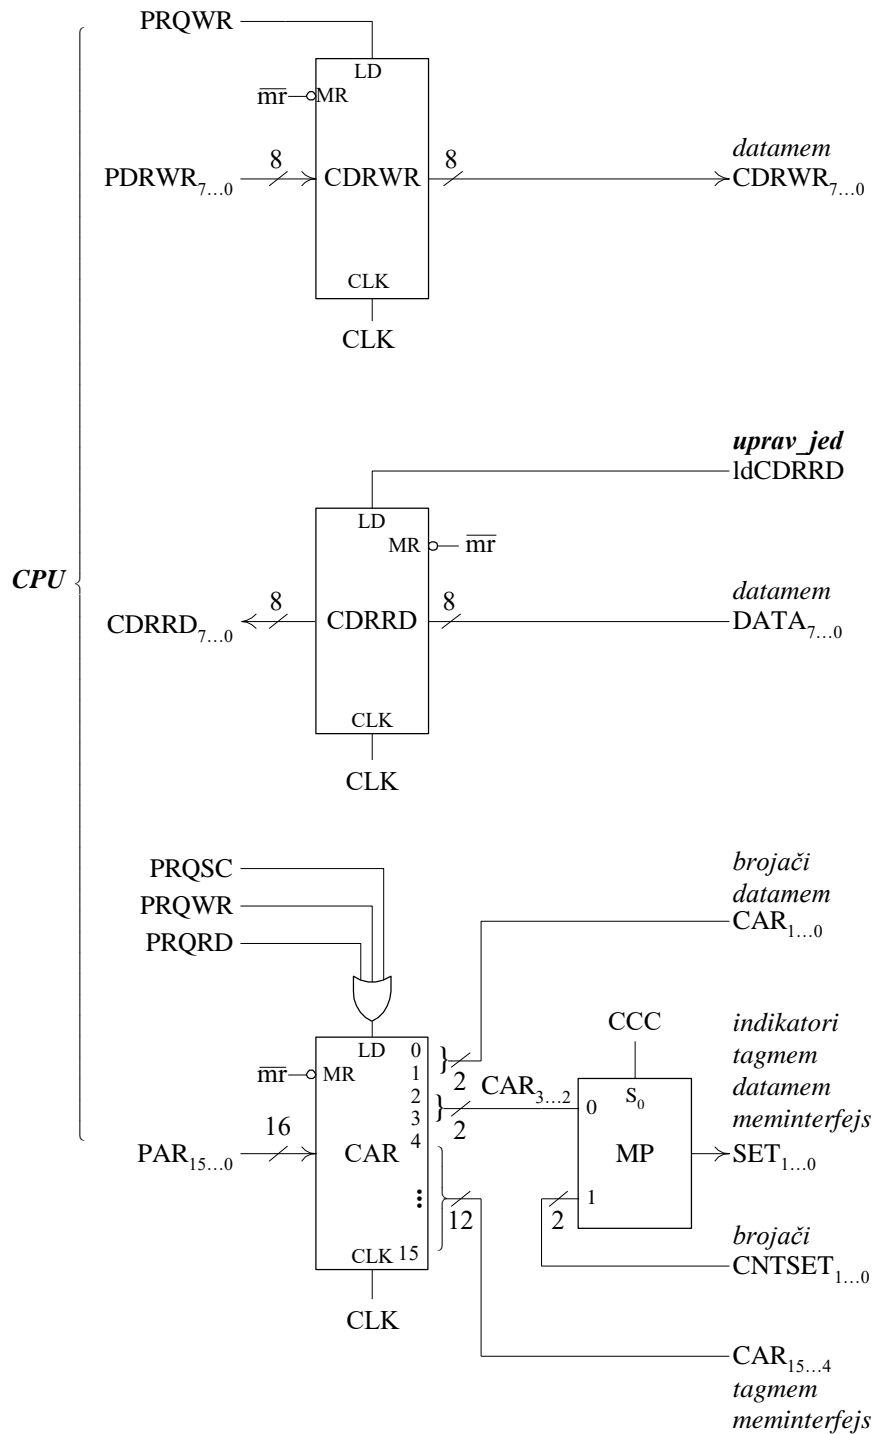 PRQWR
LD
mr MR
datamem
PDRWR7...0 8 CDRWR 8 CDRWR7...0
CLK
CLK
uprav_jed
ldCDRRD
LD
MR mr
CPU
datamem
CDRRD7...0 8 CDRRD 8 DATA7...0
CLK
CLK
PRQSC
PRQWR
PRQRD
brojači
datamem
CAR1...0
LD 0
mr MR 1 2
2 CAR3...2
3
4 2
PAR15...0 16 CAR
12
CLK 15
CLK
CCC
S0
0
MP
1
2
indikatori
tagmem
datamem
meminterfejs
SET1...0
brojači
CNTSET1...0
CAR15...4
tagmem
meminterfejs